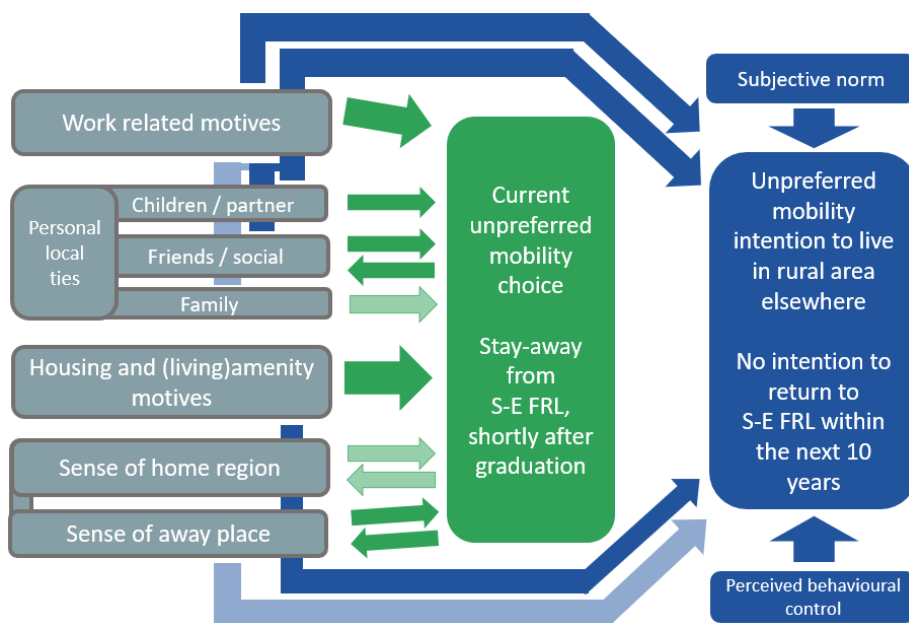 Work related motives
Personal
local
ties
Children / partner
Friends / social
Family
Housing and (living)amenity
motives
Sense of home region
Sense of away place
Current
unpreferred
mobility
choice
Stay-away
from
S-E FRL,
shortly after
graduation
Subjective norm
Unpreferred
mobility
intention to live
in rural area
elsewhere
No intention to
return to
S-E FRL within
the next 10
years
Perceived behavioural
control